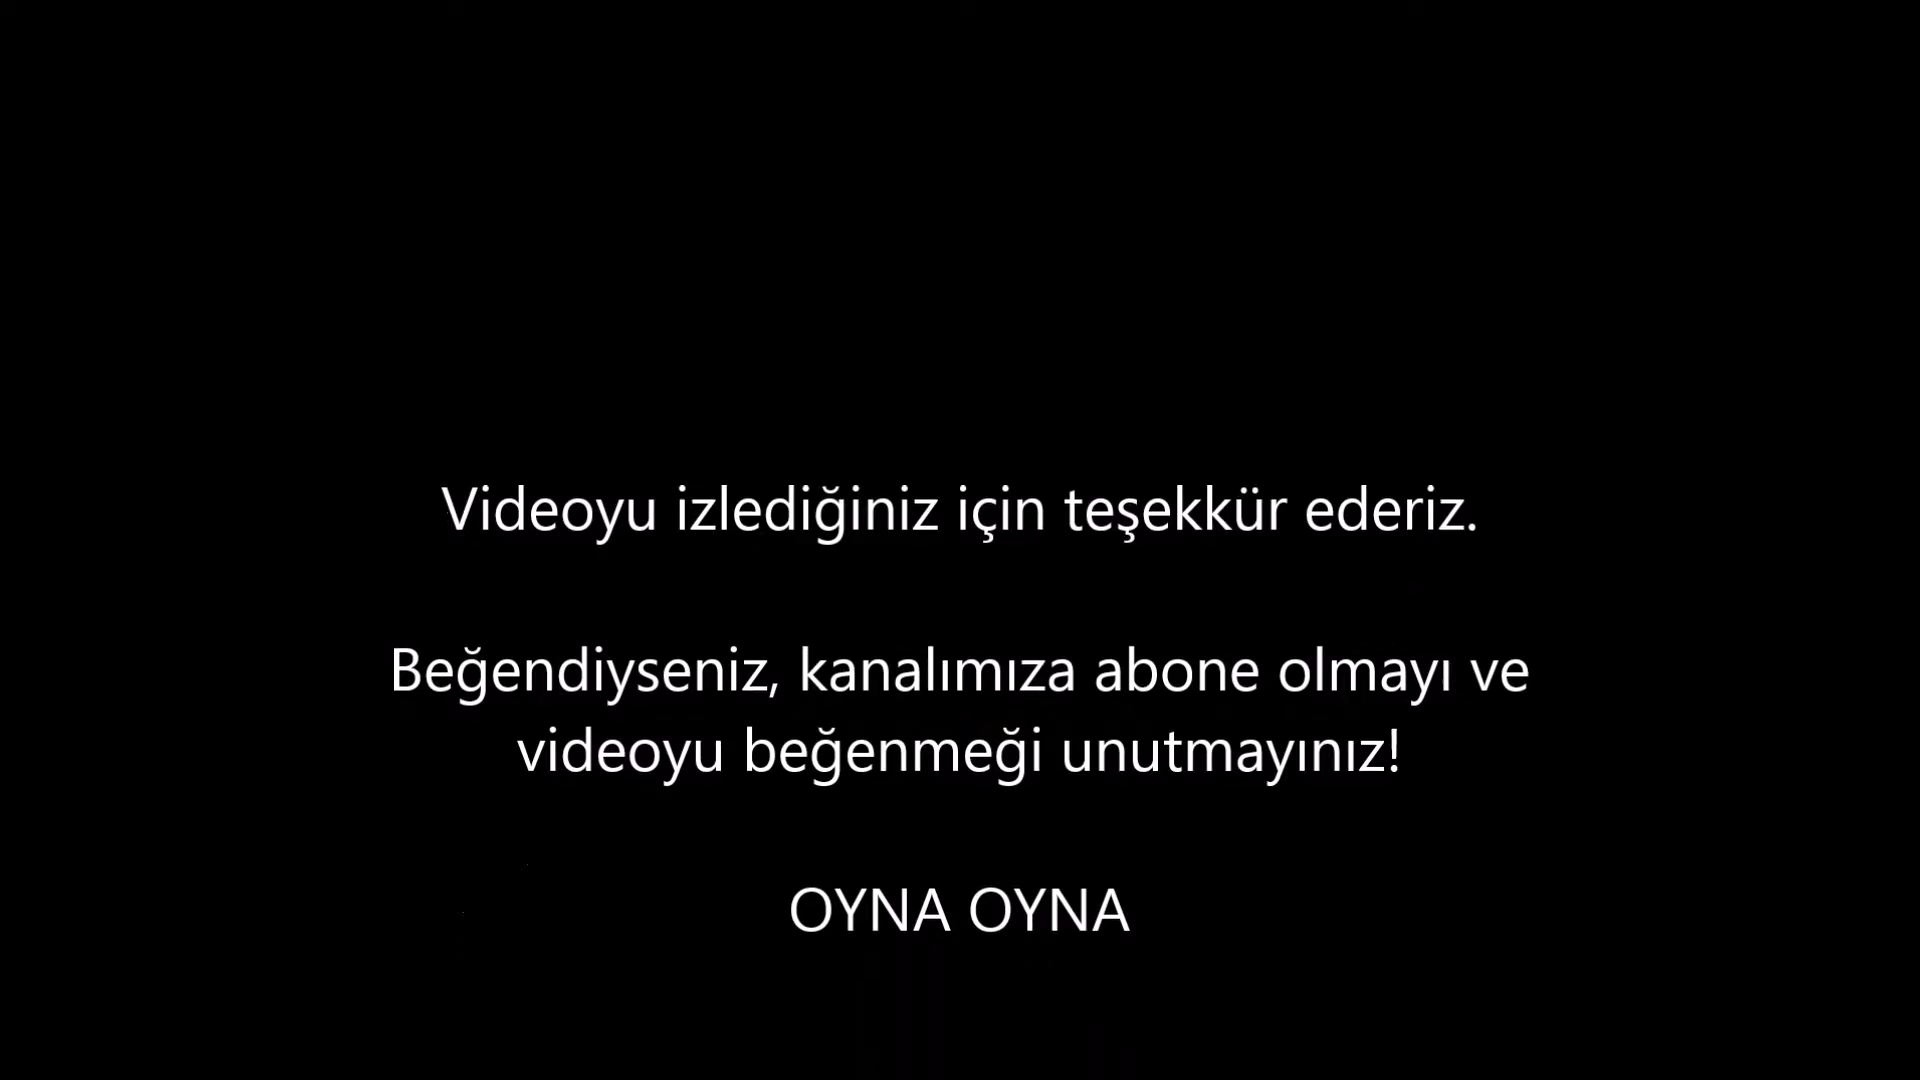 Videoyu izlediğiniz için teşekkür ederiz.
Beğendiyseniz, kanalımıza abone olmayı ve
videoyu beğenmeği unutmayınız!
OYNA OYNA